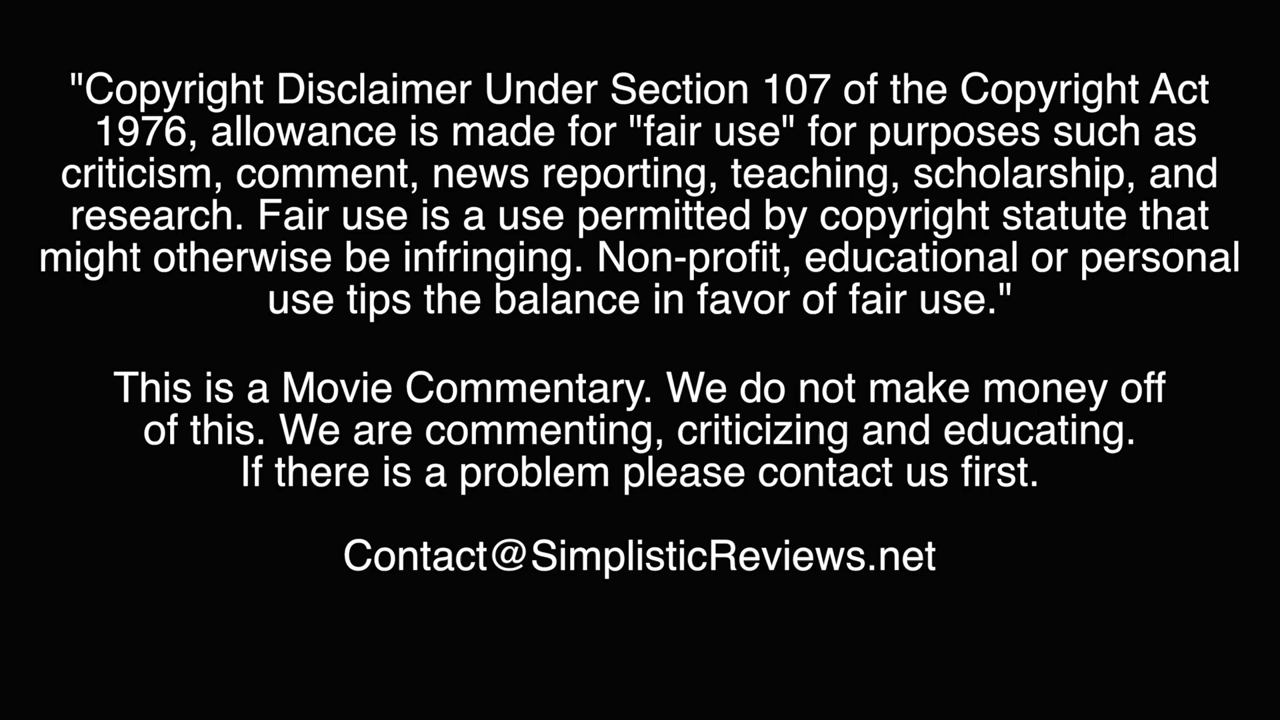 "Copyright Disclaimer Under Section 107 of the Copyright Act
1976, allowance is made for "fair use" for purposes such as
criticism, comment, news reporting, teaching, scholarship, and
research. Fair use is a use permitted by copyright statute that
might otherwise be infringing. Non-profit, educational or personal
use tips the balance in favor of fair use."
This is a Movie Commentary. We do not make money off
of this. We are commenting, criticizing and educating.
If there is a problem please contact us first.
Contact@SimplisticReviews.net